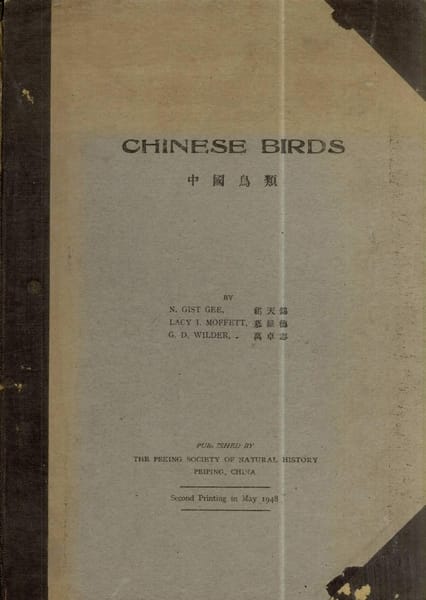 CHINESE BIRDS
中國鳥類
BY
N. GIST GEE, 祁天錫
LACY I. MOFFETT, 慕維德
G. D. WILDER, 萬卓志
PUBLISHED BY
THE PEKING SOCIETY OF NATURAL HISTORY
PEIPING, CHINA
Second Printing in May 1948